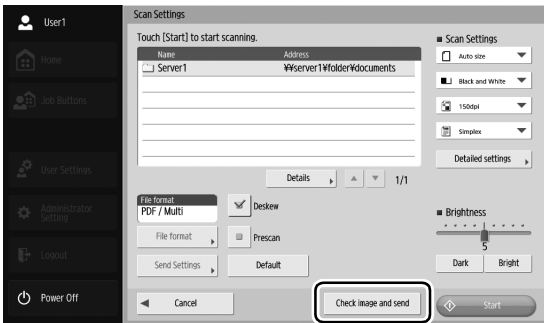 User1
Home
Job Buttons
User Settings
Administrator
Setting
Logout
Power Off
Scan Settings
Touch [Start] to start scanning.
Name Address
Server1 ¥¥server1¥folder¥documents
Details 1/1
File format
PDF / Multi
Deskew
File format
Prescan
Send Settings
Default
Cancel
Check image and send
Scan Settings
Auto size
Black and White
150dpi
Simplex
Detailed settings
Brightness
5
Dark Bright
Start